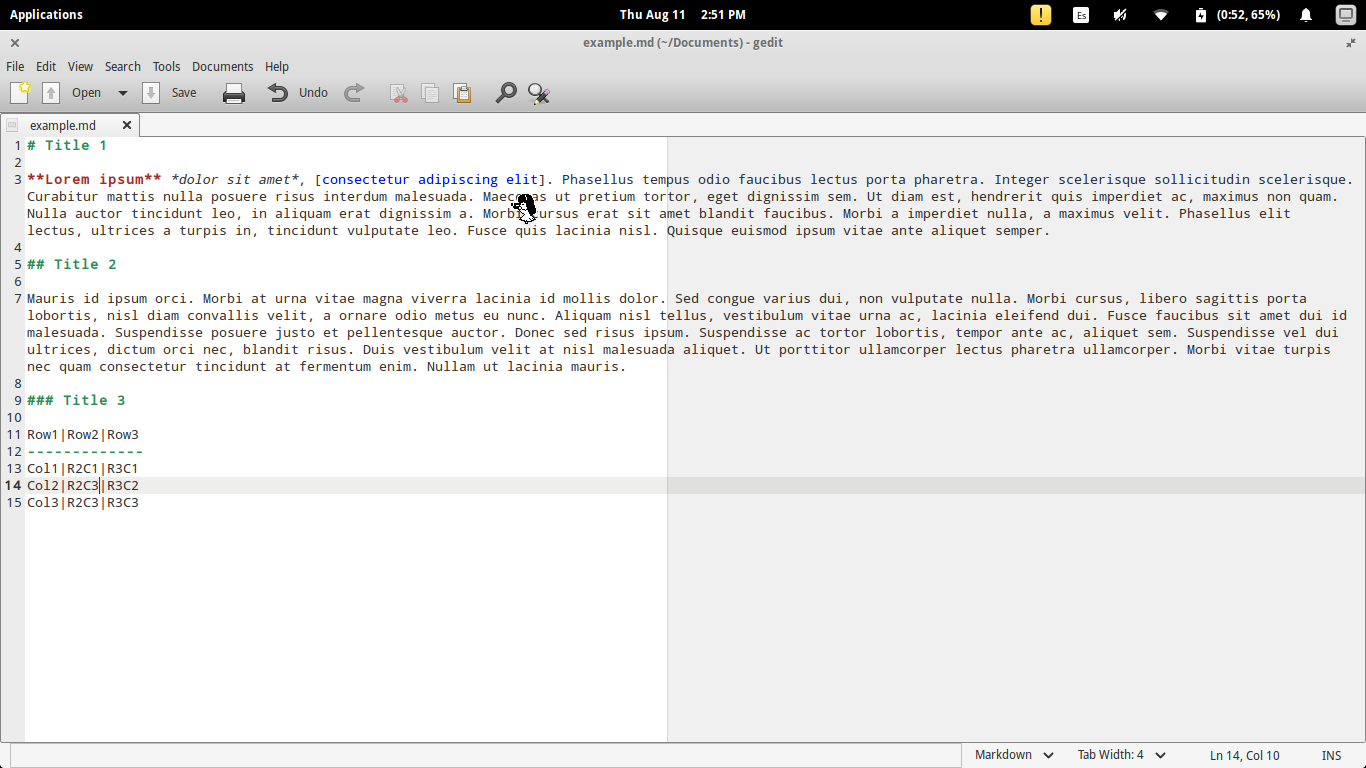 Applications
Thu Aug 11 2:51 PM
! Es (0:52, 65%)
example.md (~/Documents) - gedit
File Edit View Search Tools Documents Help
Open Save Undo
example.md
1 # Title 1
2
3 **Lorem ipsum** *dolor sit amet*, [consectetur adipiscing elit]. Phasellus tempus odio faucibus lectus porta pharetra. Integer scelerisque sollicitudin scelerisque.
Curabitur mattis nulla posuere risus interdum malesuada. Maecenas ut pretium tortor, eget dignissim sem. Ut diam est, hendrerit quis imperdiet ac, maximus non quam.
Nulla auctor tincidunt leo, in aliquam erat dignissim a. Morbi cursus erat sit amet blandit faucibus. Morbi a imperdiet nulla, a maximus velit. Phasellus elit
lectus, ultrices a turpis in, tincidunt vulputate leo. Fusce quis lacinia nisl. Quisque euismod ipsum vitae ante aliquet semper.
4
5 ## Title 2
6
7 Mauris id ipsum orci. Morbi at urna vitae magna viverra lacinia id mollis dolor. Sed congue varius dui, non vulputate nulla. Morbi cursus, libero sagittis porta
lobortis, nisl diam convallis velit, a ornare odio metus eu nunc. Aliquam nisl tellus, vestibulum vitae urna ac, lacinia eleifend dui. Fusce faucibus sit amet dui id
malesuada. Suspendisse posuere justo et pellentesque auctor. Donec sed risus ipsum. Suspendisse ac tortor lobortis, tempor ante ac, aliquet sem. Suspendisse vel dui
ultrices, dictum orci nec, blandit risus. Duis vestibulum velit at nisl malesuada aliquet. Ut porttitor ullamcorper lectus pharetra ullamcorper. Morbi vitae turpis
nec quam consectetur tincidunt at fermentum enim. Nullam ut lacinia mauris.
8
9 ### Title 3
10
11 Row1|Row2|Row3
12 --------------
13 Col1|R2C1|R3C1
14 Col2|R2C3|R3C2
15 Col3|R2C3|R3C3
Markdown Tab Width: 4 Ln 14, Col 10 INS